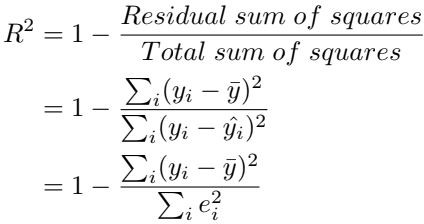 R² = 1 − \frac{Residual sum of squares}{Total sum of squares}
= 1 − \frac{\sum_i (y_i − \bar{y})^2}{\sum_i (y_i − \hat{y_i})^2}
= 1 − \frac{\sum_i (y_i − \bar{y})^2}{\sum_i e_i^2}